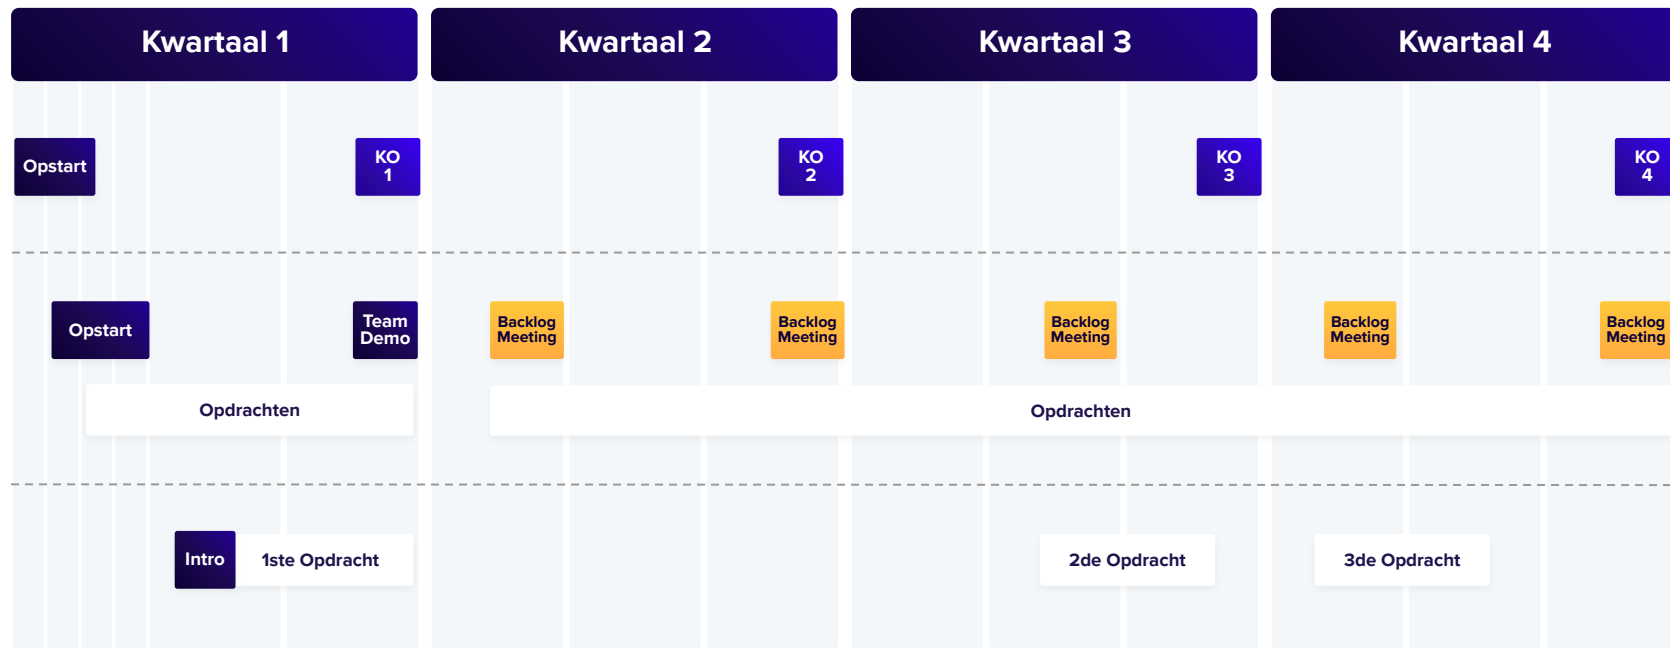 Kwartaal 1
Kwartaal 2
Kwartaal 3
Kwartaal 4
Opstart
KO
1
KO
2
KO
3
KO
4
Opstart
Team
Demo
Backlog
Meeting
Backlog
Meeting
Backlog
Meeting
Backlog
Meeting
Backlog
Meeting
Opdrachten
Opdrachten
Intro
1ste Opdracht
2de Opdracht
3de Opdracht